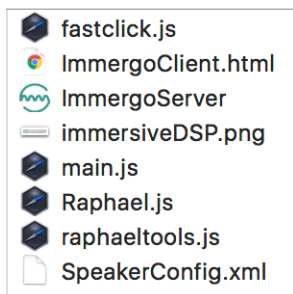 fastclick.js
ImmergoClient.html
ImmergoServer
immersiveDSP.png
main.js
Raphael.js
raphaeltools.js
SpeakerConfig.xml